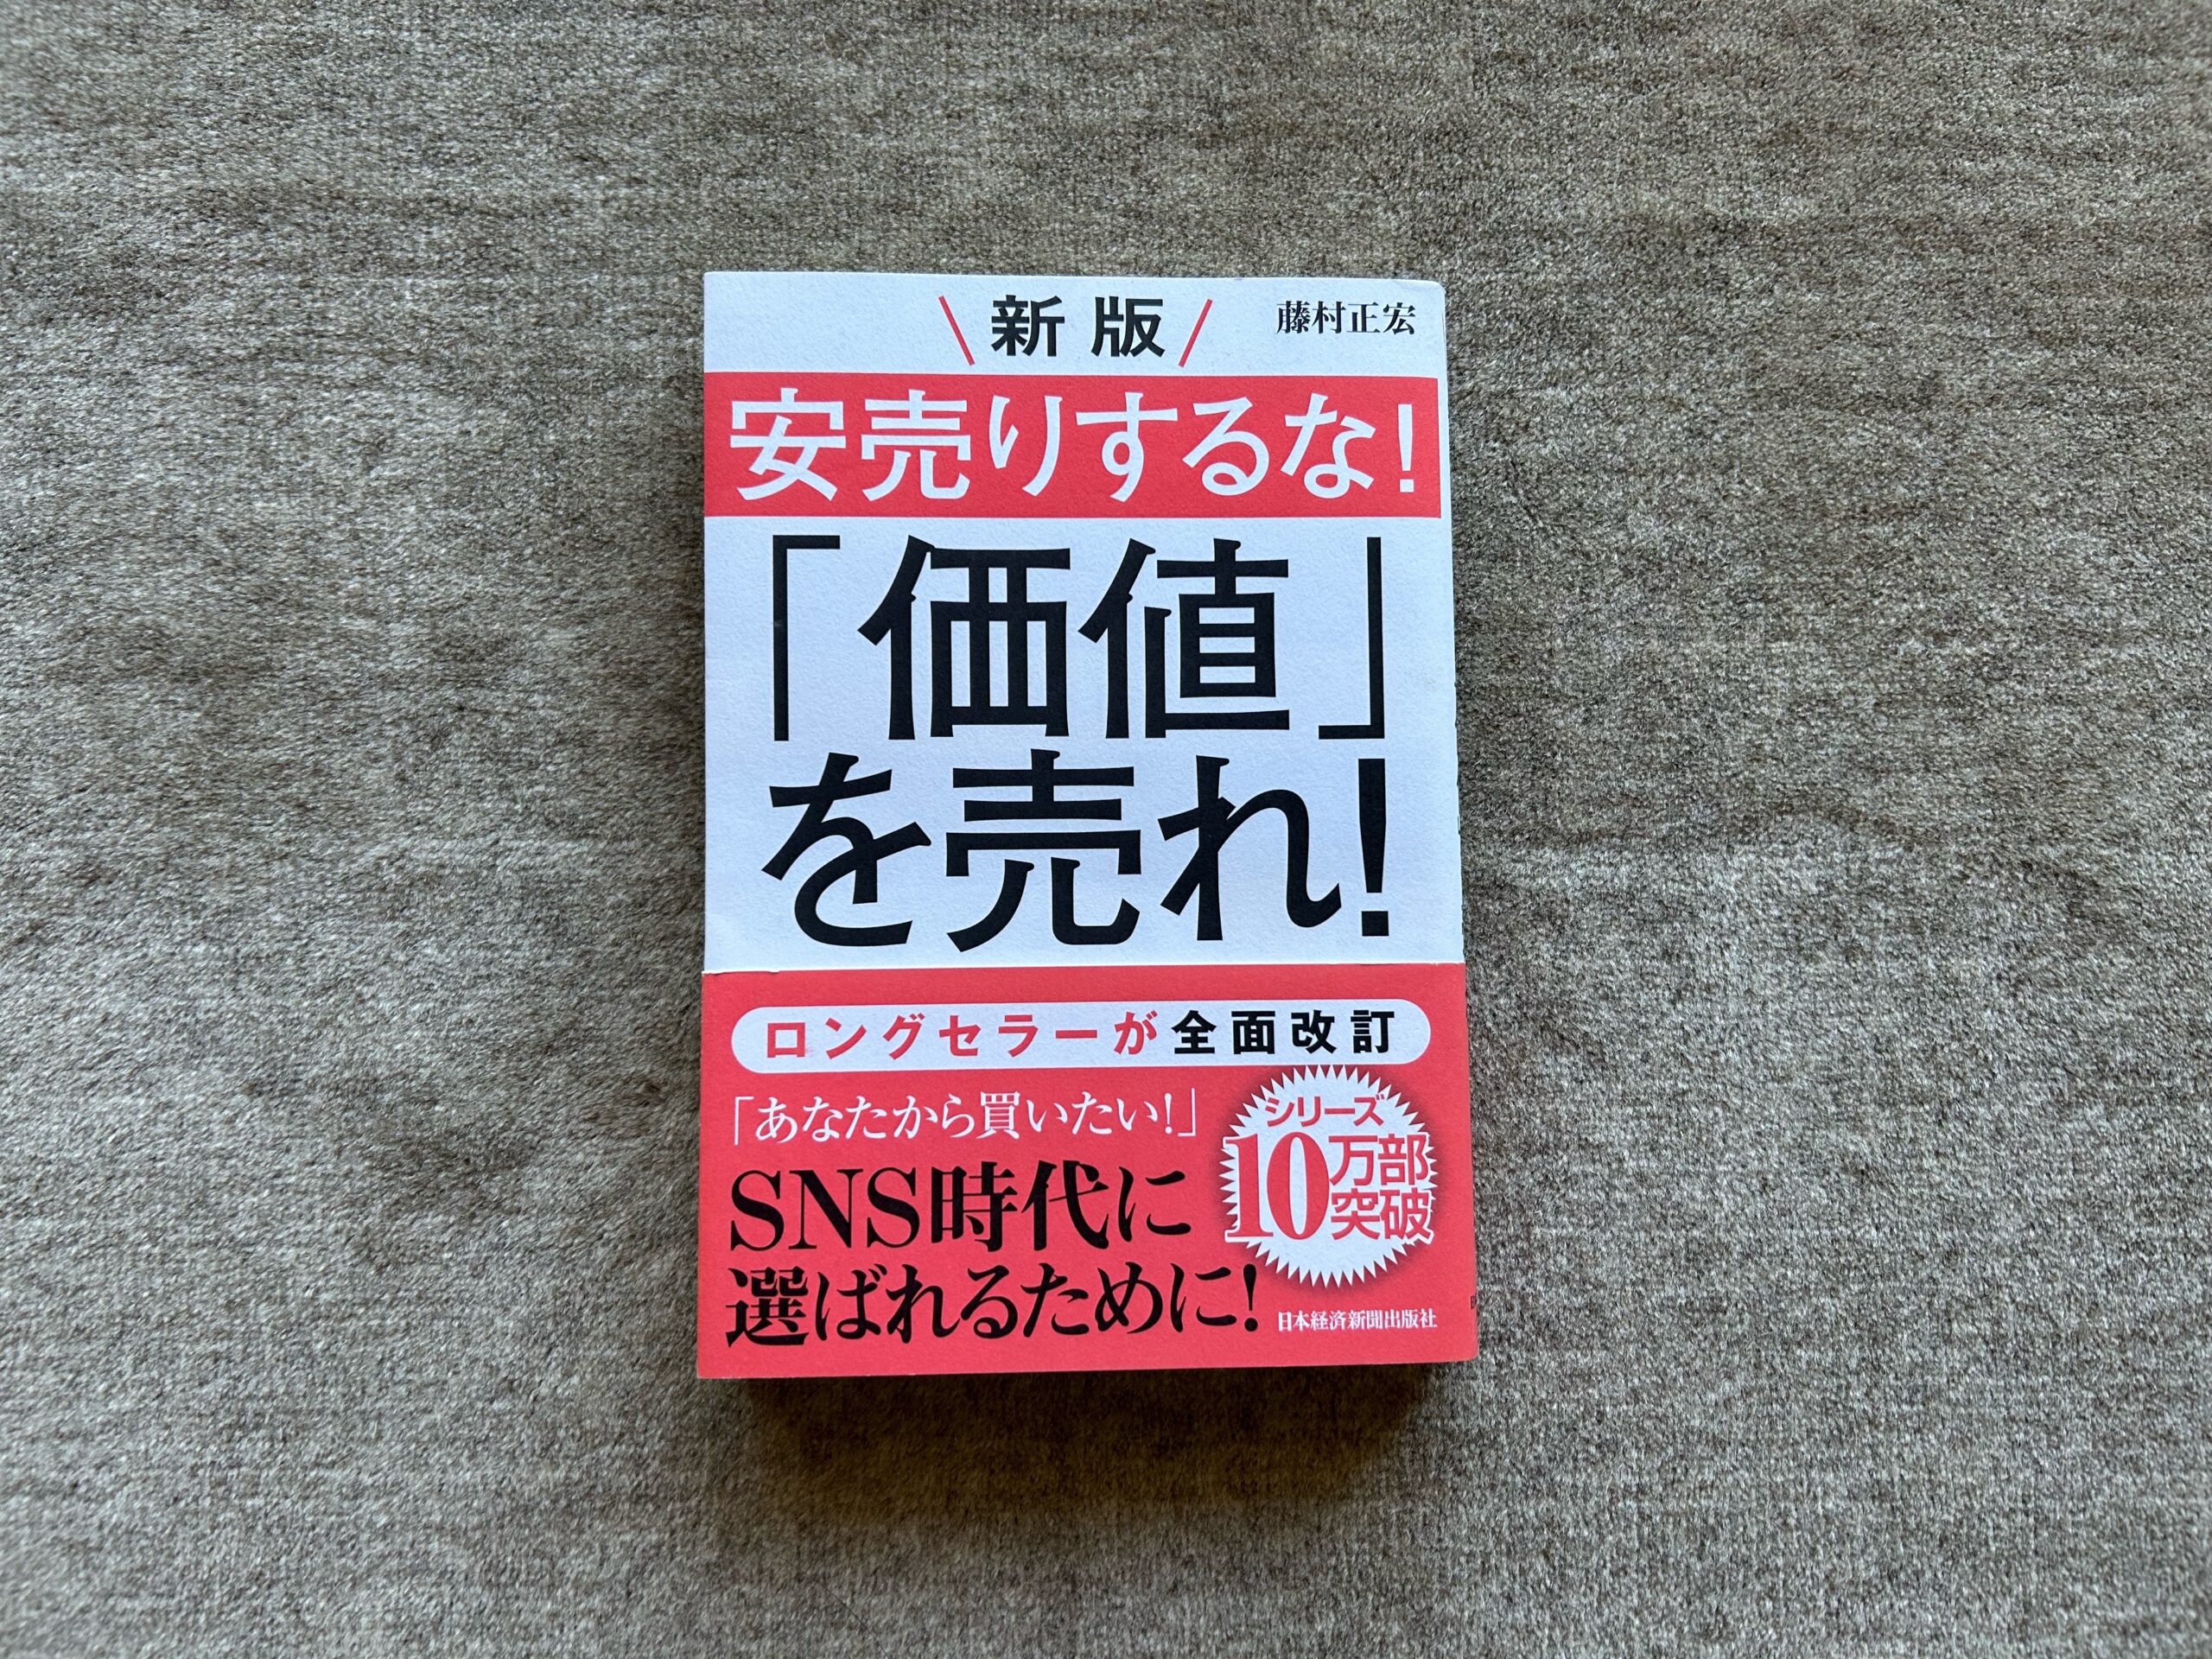 新版
藤村正宏
安売りするな!
「価値」
を売れ!
ロングセラーが全面改訂
「あなたから買いたい!」
SNS時代に
選ばれるために!
シリーズ
10万部
突破
日本経済新聞出版社